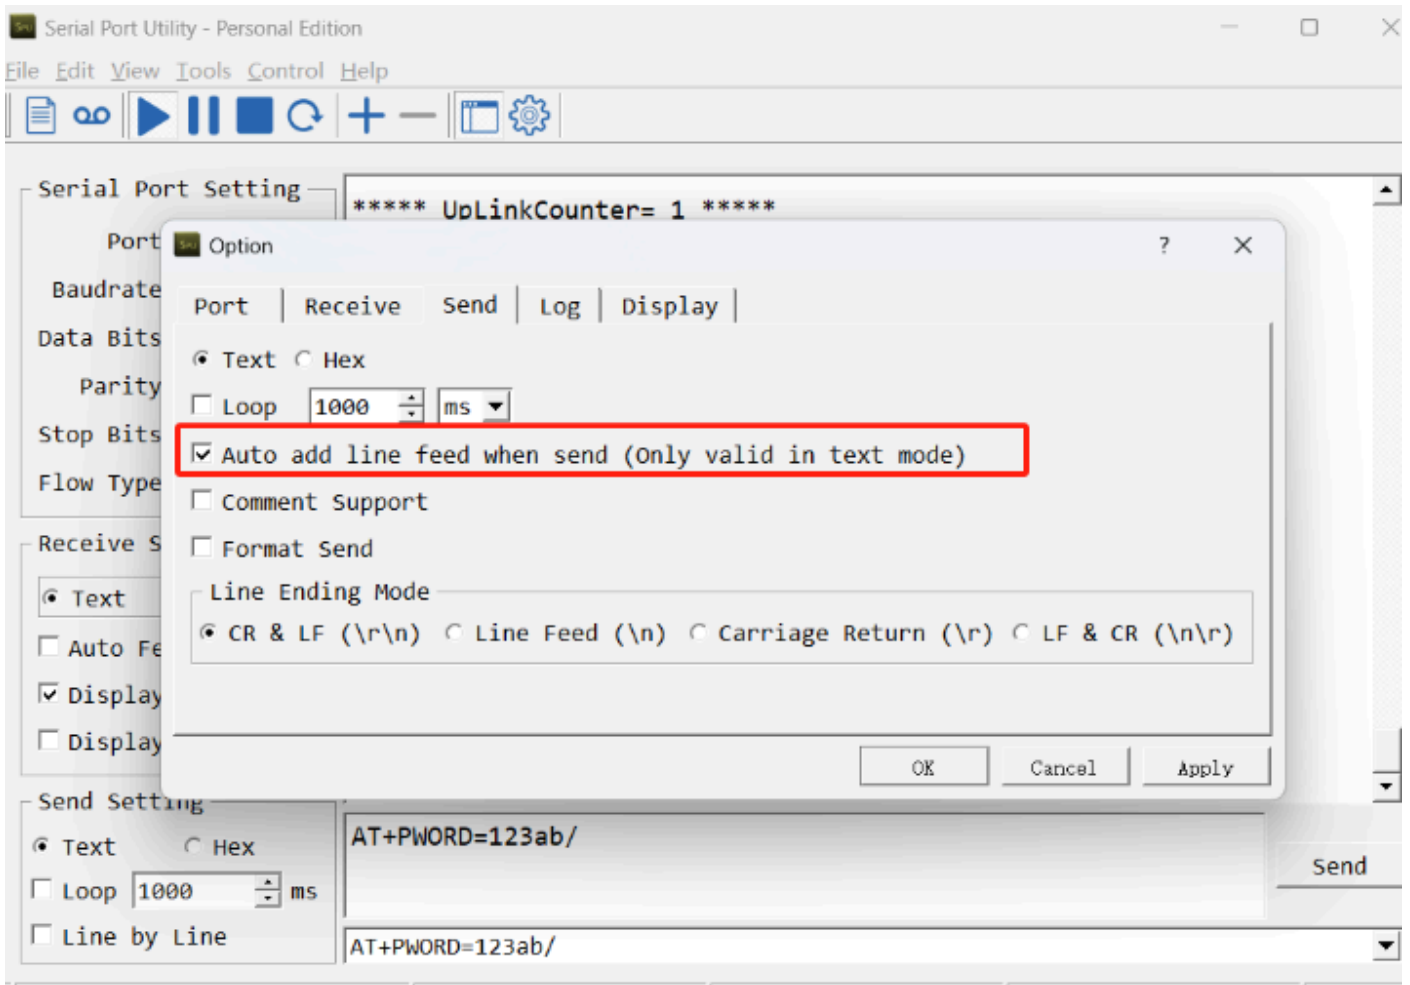 Serial Port Utility - Personal Edition
File Edit View Tools Control Help
Serial Port Setting
***** UpLinkCounter= 1 *****
Port
Option
?
Baudrate
Port Receive Send Log Display
Data Bits
Text Hex
Parity
Loop 1000 ms
Stop Bits
Auto add line feed when send (Only valid in text mode)
Flow Type
Comment Support
Receive S
Format Send
Line Ending Mode
Text
CR & LF (\r\n) Line Feed (\n) Carriage Return (\r) LF & CR (\n\r)
Auto Fe
Display
Display
OK Cancel Apply
Send Setting
AT+PWORD=123ab/
Text Hex
Send
Loop 1000 ms
Line by Line
AT+PWORD=123ab/